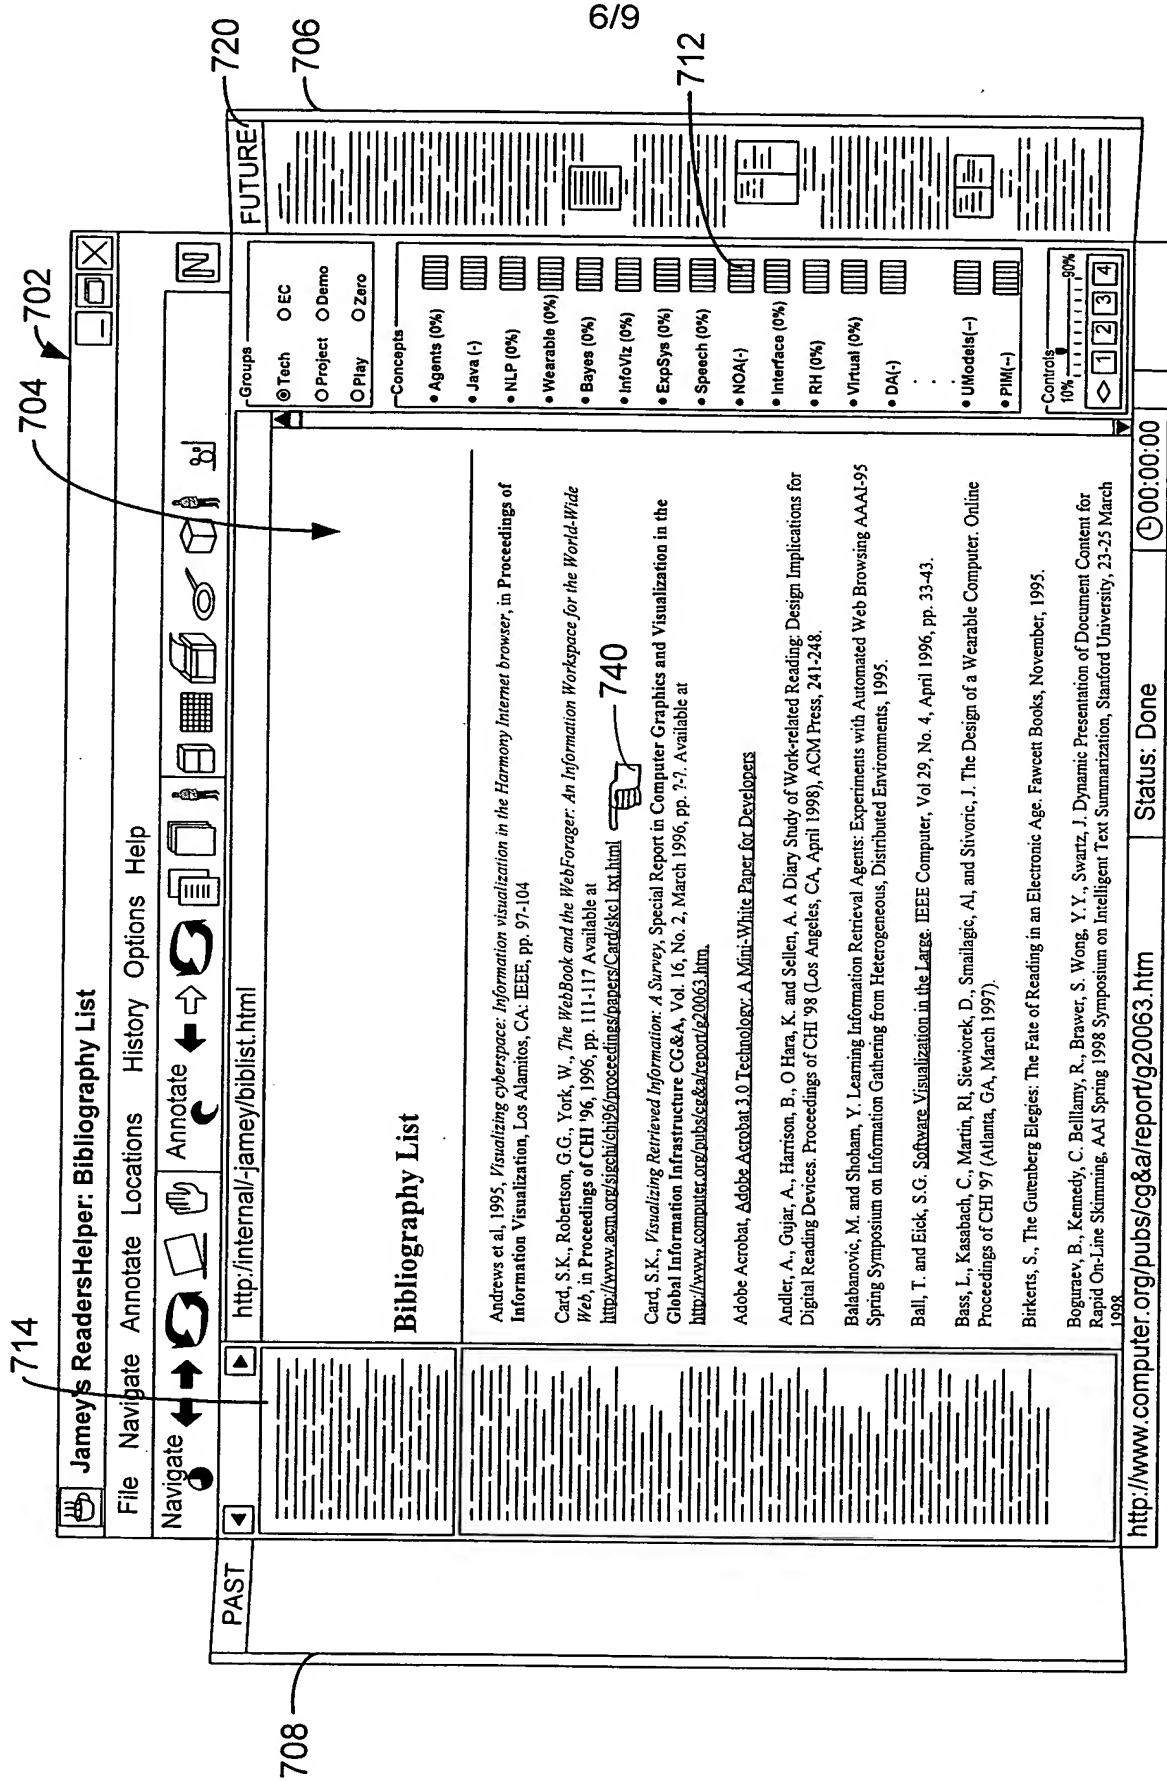 6/9
702
704
714
720
706
712
740
708
Jamey's ReadersHelper: Bibliography List
File Navigate Annotate Locations History Options Help
Navigate
Annotate
N
PAST
FUTURE
http:/internal/-jamey/biblist.html
Bibliography List
Andrews et al, 1995, Visualizing cyberspace: Information visualization in the Harmony Internet browser, in Proceedings of
Information Visualization, Los Alamitos, CA: IEEE, pp. 97-104
Card, S.K., Robertson, G.G., York, W., The WebBook and the WebForager: An Information Workspace for the World-Wide
Web, in Proceedings of CHI '96, 1996, pp. 111-117 Available at
http://www.acm.org/sigchi/chi96/proceedings/papers/Card/skc1_txt.html
Card, S.K., Visualizing Retrieved Information: A Survey, Special Report in Computer Graphics and Visualization in the
Global Information Infrastructure CG&A, Vol. 16, No. 2, March 1996, pp. ?-?. Available at
http://www.computer.org/pubs/cg&a/report/g20063.htm.
Adobe Acrobat, Adobe Acrobat 3.0 Technology: A Mini-White Paper for Developers
Andler, A., Gujar, A., Harrison, B., O Hara, K. and Sellen, A. A Diary Study of Work-related Reading: Design Implications for
Digital Reading Devices. Proceedings of CHI '98 (Los Angeles, CA, April 1998), ACM Press, 241-248.
Balabanovic, M. and Shoham, Y. Learning Information Retrieval Agents: Experiments with Automated Web Browsing AAAI-95
Spring Symposium on Information Gathering from Heterogeneous, Distributed Environments, 1995.
Ball, T. and Eick, S.G. Software Visualization in the Large. IEEE Computer, Vol 29, No. 4, April 1996, pp. 33-43.
Bass, L., Kasabach, C., Martin, RI, Siewiorek, D., Smailagic, Al, and Stivoric, J. The Design of a Wearable Computer. Online
Proceedings of CHI '97 (Atlanta, GA, March 1997).
Birkerts, S., The Gutenberg Elegies: The Fate of Reading in an Electronic Age. Fawcett Books, November, 1995.
Boguraev, B., Kennedy, C. Belllamy, R., Brawer, S. Wong, Y.Y., Swartz, J. Dynamic Presentation of Document Content for
Rapid On-Line Skimming, AAI Spring 1998 Symposium on Intelligent Text Summarization, Stanford University, 23-25 March
1998
Groups
Tech EC
Project Demo
Play Zero
Concepts
• Agents (0%)
• Java (-)
• NLP (0%)
• Wearable (0%)
• Bayes (0%)
• InfoViz (0%)
• ExpSys (0%)
• Speech (0%)
• NOA(-)
• Interface (0%)
• RH (0%)
• Virtual (0%)
• DA(-)
• UModels(--)
• PIM(--)
Controls
10% 90%
1 2 3 4
http://www.computer.org/pubs/cg&a/report/g20063.htm
Status: Done
00:00:00